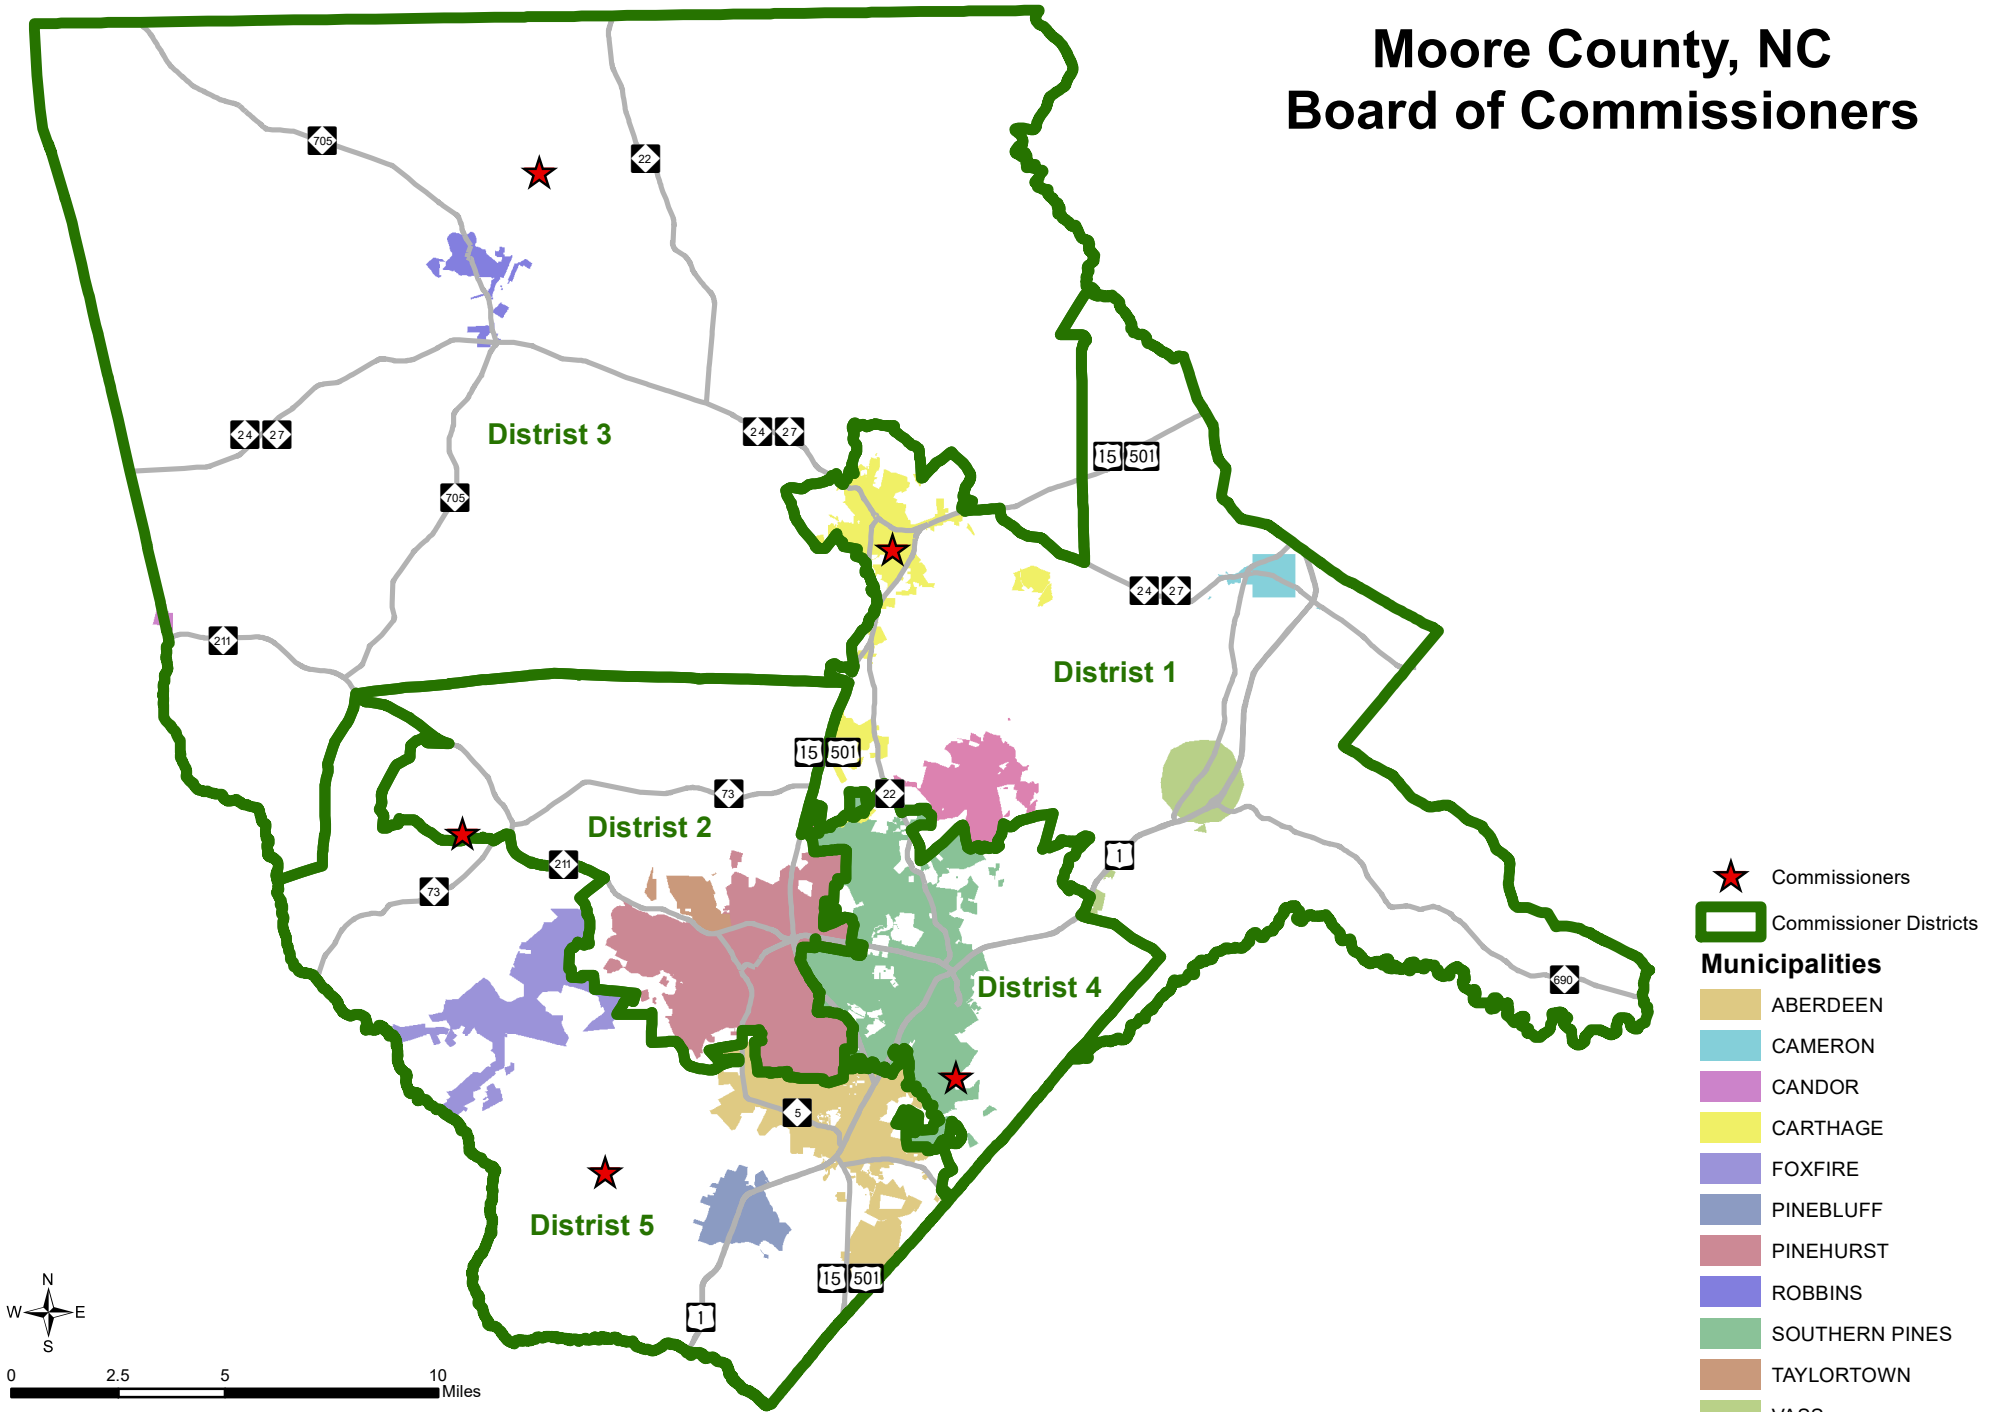 Moore County, NC
Board of Commissioners
705
22
24 27
District 3
24 27
15 501
705
24 27
211
District 1
15 501
73
22
District 2
211
1
73
District 4
690
5
District 5
15 501
1
N
W E
S
0 2.5 5 10
Miles
Commissioners
Commissioner Districts
Municipalities
ABERDEEN
CAMERON
CANDOR
CARTHAGE
FOXFIRE
PINEBLUFF
PINEHURST
ROBBINS
SOUTHERN PINES
TAYLORTOWN